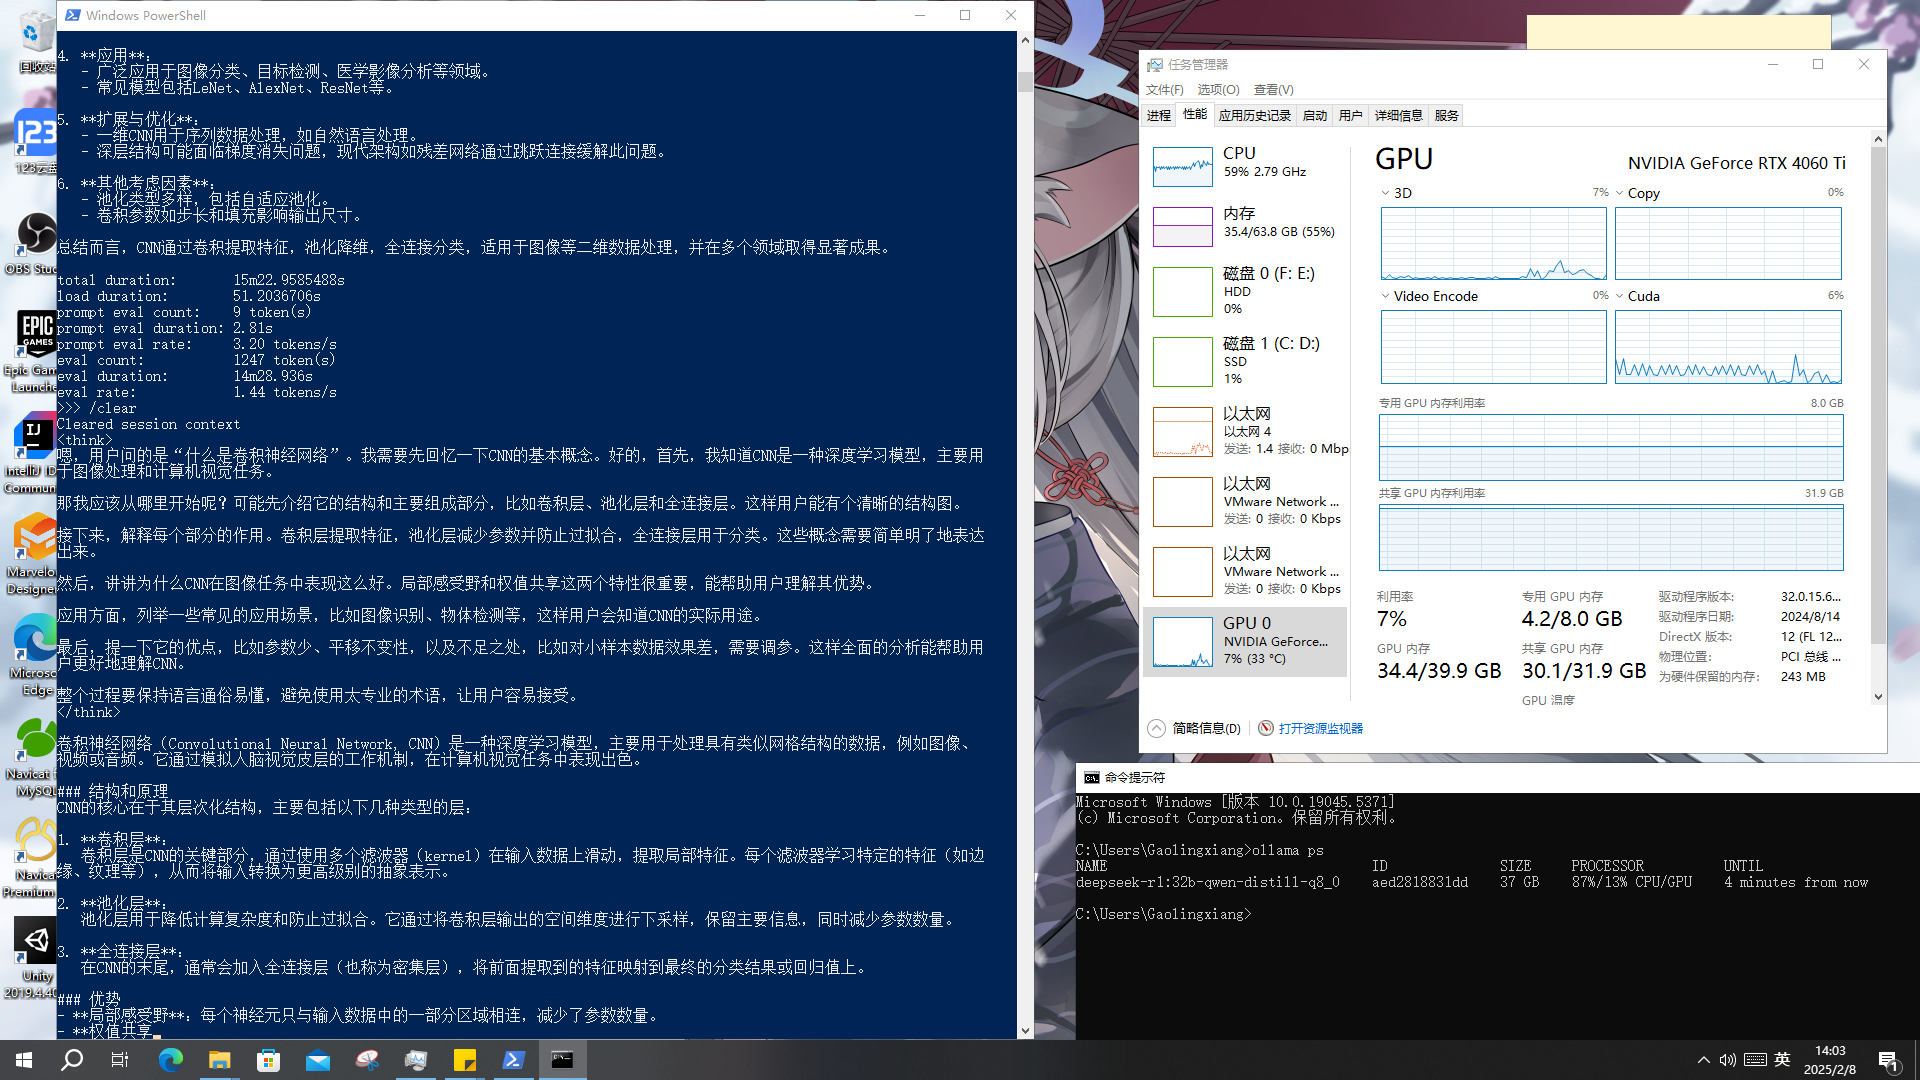 回收站
123云盘
OBS Stud
Epic Gam
Launche
IntelliJ ID
Commun
Marvelo
Designe
Microso
Edge
Navicat f
MySQL
Navica
Premium
Unity
2019.4.40
Windows PowerShell
4. **应用**：
- 广泛应用于图像分类、目标检测、医学影像分析等领域。
- 常见模型包括LeNet、AlexNet、ResNet等。
5. **扩展与优化**：
- 一维CNN用于序列数据处理，如自然语言处理。
- 深层结构可能面临梯度消失问题，现代架构如残差网络通过跳跃连接缓解此问题。
6. **其他考虑因素**：
- 池化类型多样，包括自适应池化。
- 卷积参数如步长和填充影响输出尺寸。
总结而言，CNN通过卷积提取特征，池化降维，全连接分类，适用于图像等二维数据处理，并在多个领域取得显著成果。
total duration: 15m22.9585488s
load duration: 51.2036706s
prompt eval count: 9 token(s)
prompt eval duration: 2.81s
prompt eval rate: 3.20 tokens/s
eval count: 1247 token(s)
eval duration: 14m28.936s
eval rate: 1.44 tokens/s
>>> /clear
Cleared session context
<think>
嗯，用户问的是“什么是卷积神经网络”。我需要先回忆一下CNN的基本概念。好的，首先，我知道CNN是一种深度学习模型，主要用
于图像处理和计算机视觉任务。
那我应该从哪里开始呢？可能先介绍它的结构和主要组成部分，比如卷积层、池化层和全连接层。这样用户能有个清晰的结构图。
接下来，解释每个部分的作用。卷积层提取特征，池化层减少参数并防止过拟合，全连接层用于分类。这些概念需要简单明了地表达
出来。
然后，讲讲为什么CNN在图像任务中表现这么好。局部感受野和权值共享这两个特性很重要，能帮助用户理解其优势。
应用方面，列举一些常见的应用场景，比如图像识别、物体检测等，这样用户会知道CNN的实际用途。
最后，提一下它的优点，比如参数少、平移不变性，以及不足之处，比如对小样本数据效果差，需要调参。这样全面的分析能帮助用
户更好地理解CNN。
整个过程要保持语言通俗易懂，避免使用太专业的术语，让用户容易接受。
</think>
卷积神经网络（Convolutional Neural Network, CNN）是一种深度学习模型，主要用于处理具有类似网格结构的数据，例如图像、
视频或音频。它通过模拟人脑视觉皮层的工作机制，在计算机视觉任务中表现出色。
### 结构和原理
CNN的核心在于其层次化结构，主要包括以下几种类型的层：
1. **卷积层**：
卷积层是CNN的关键部分，通过使用多个滤波器（kernel）在输入数据上滑动，提取局部特征。每个滤波器学习特定的特征（如边
缘、纹理等），从而将输入转换为更高级别的抽象表示。
2. **池化层**：
池化层用于降低计算复杂度和防止过拟合。它通过将卷积层输出的空间维度进行下采样，保留主要信息，同时减少参数数量。
3. **全连接层**：
在CNN的末尾，通常会加入全连接层（也称为密集层），将前面提取到的特征映射到最终的分类结果或回归值上。
### 优势
- **局部感受野**：每个神经元只与输入数据中的一部分区域相连，减少了参数数量。
- **权值共享
任务管理器
文件(F) 选项(O) 查看(V)
进程 性能 应用历史记录 启动 用户 详细信息 服务
CPU
59% 2.79 GHz
内存
35.4/63.8 GB (55%)
磁盘 0 (F: E:)
HDD
0%
磁盘 1 (C: D:)
SSD
1%
以太网
以太网 4
发送: 1.4 接收: 0 Mbp
以太网
VMware Network ...
发送: 0 接收: 0 Kbps
以太网
VMware Network ...
发送: 0 接收: 0 Kbps
GPU 0
NVIDIA GeForce...
7% (33 °C)
GPU NVIDIA GeForce RTX 4060 Ti
3D 7% Copy 0%
Video Encode 0% Cuda 6%
专用 GPU 内存利用率 8.0 GB
共享 GPU 内存利用率 31.9 GB
利用率
7%
专用 GPU 内存
4.2/8.0 GB
GPU 内存
34.4/39.9 GB
共享 GPU 内存
30.1/31.9 GB
GPU 温度
驱动程序版本: 32.0.15.6...
驱动程序日期: 2024/8/14
DirectX 版本: 12 (FL 12...
物理位置: PCI 总线 ...
为硬件保留的内存: 243 MB
简略信息(D) 打开资源监视器
命令提示符
Microsoft Windows [版本 10.0.19045.5371]
(c) Microsoft Corporation。保留所有权利。
C:\Users\Gaolingxiang>ollama ps
NAME ID SIZE PROCESSOR UNTIL
deepseek-r1:32b-qwen-distill-q8_0 aed2818831dd 37 GB 87%/13% CPU/GPU 4 minutes from now
C:\Users\Gaolingxiang>
英
14:03
2025/2/8
1